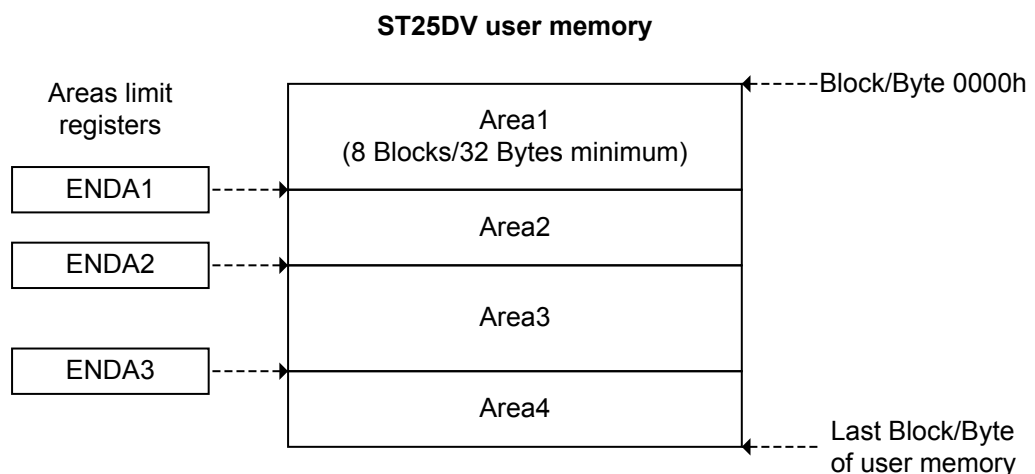 ST25DV user memory
Areas limit
registers
ENDA1
ENDA2
ENDA3
Area1
(8 Blocks/32 Bytes minimum)
Area2
Area3
Area4
Block/Byte 0000h
Last Block/Byte
of user memory